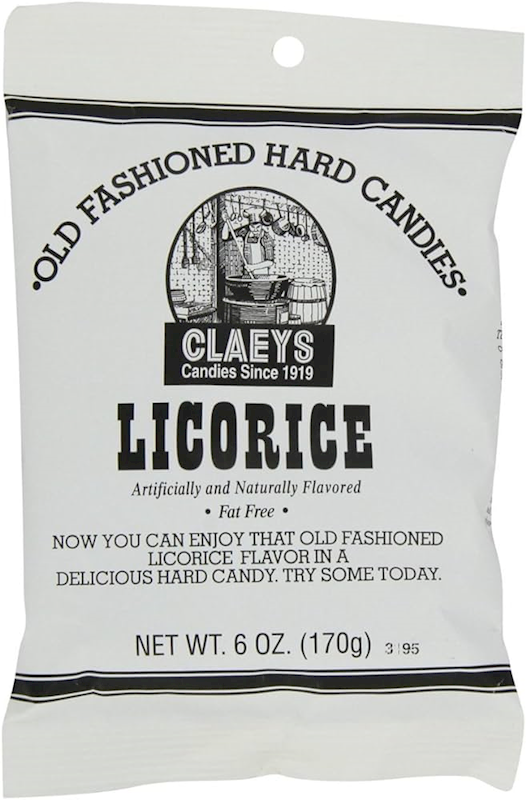 •OLD FASHIONED HARD CANDIES•
CLAEYS
Candies Since 1919
LICORICE
Artificially and Naturally Flavored
• Fat Free •
NOW YOU CAN ENJOY THAT OLD FASHIONED
LICORICE FLAVOR IN A
DELICIOUS HARD CANDY. TRY SOME TODAY.
NET WT. 6 OZ. (170g) 3|95